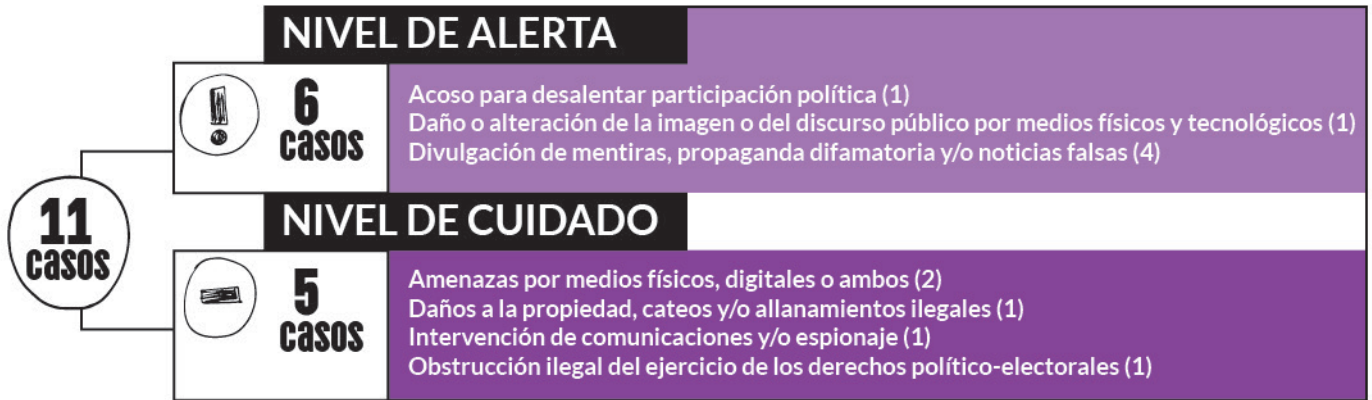 NIVEL DE ALERTA
6
casos
Acoso para desalentar participación política (1)
Daño o alteración de la imagen o del discurso público por medios físicos y tecnológicos (1)
Divulgación de mentiras, propaganda difamatoria y/o noticias falsas (4)
11
casos
NIVEL DE CUIDADO
5
casos
Amenazas por medios físicos, digitales o ambos (2)
Daños a la propiedad, cateos y/o allanamientos ilegales (1)
Intervención de comunicaciones y/o espionaje (1)
Obstrucción ilegal del ejercicio de los derechos político-electorales (1)